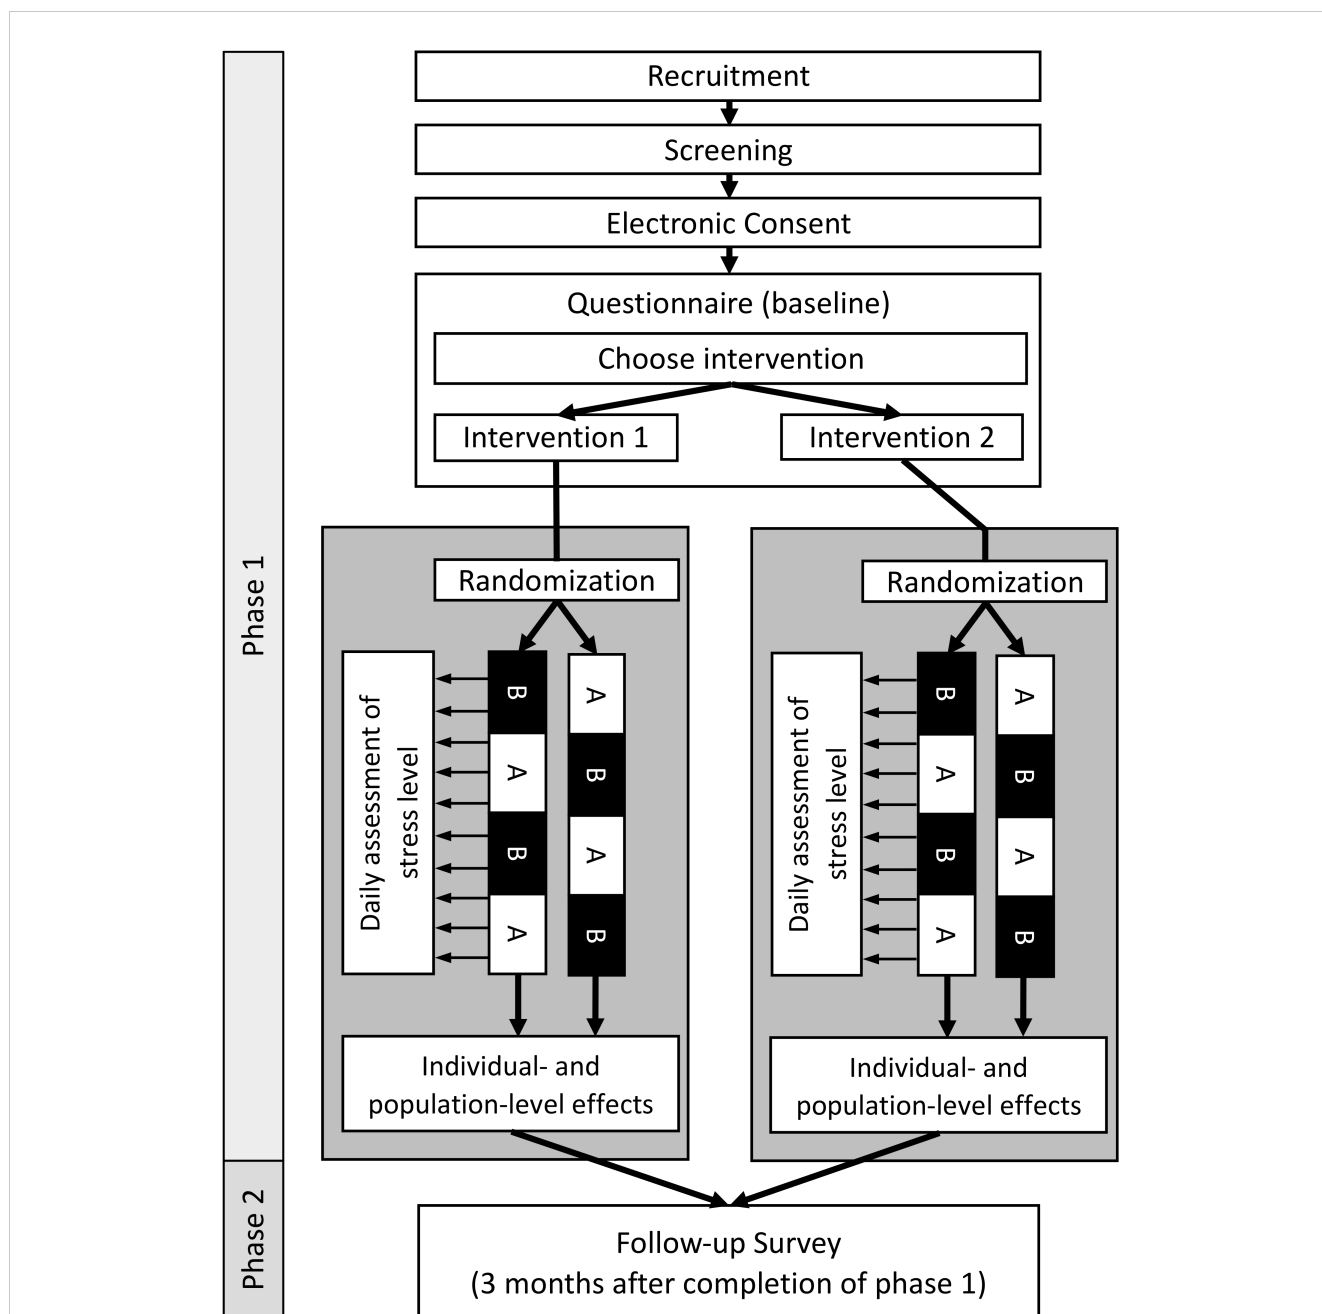 Phase 1
Recruitment
Screening
Electronic Consent
Questionnaire (baseline)
Choose intervention
Intervention 1
Intervention 2
Randomization
Daily assessment of
stress level
B
A
B
A
A
B
A
B
Individual- and
population-level effects
Randomization
Daily assessment of
stress level
B
A
B
A
A
B
A
B
Individual- and
population-level effects
Phase 2
Follow-up Survey
(3 months after completion of phase 1)